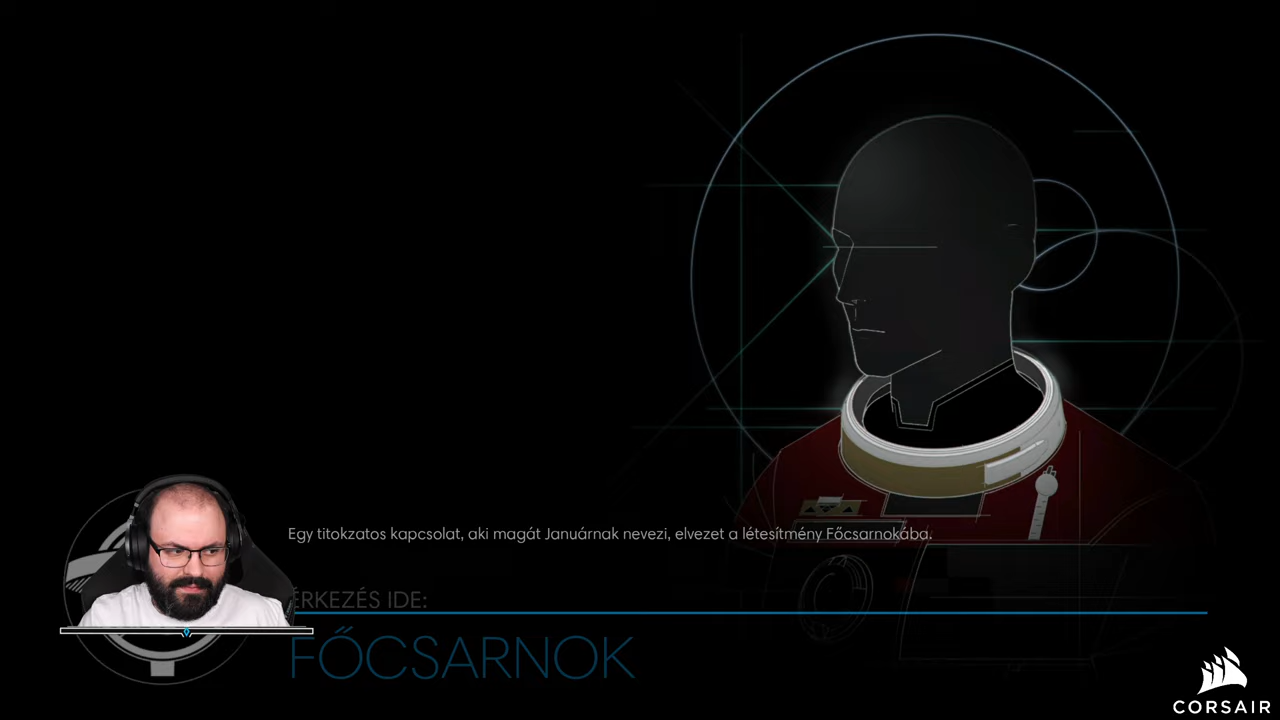 Egy titokzatos kapcsolat, aki magát Januárnak nevezi, elvezet a létesítmény Főcsarnokába.
ÉRKEZÉS IDE:
FŐCSARNOK
CORSAIR